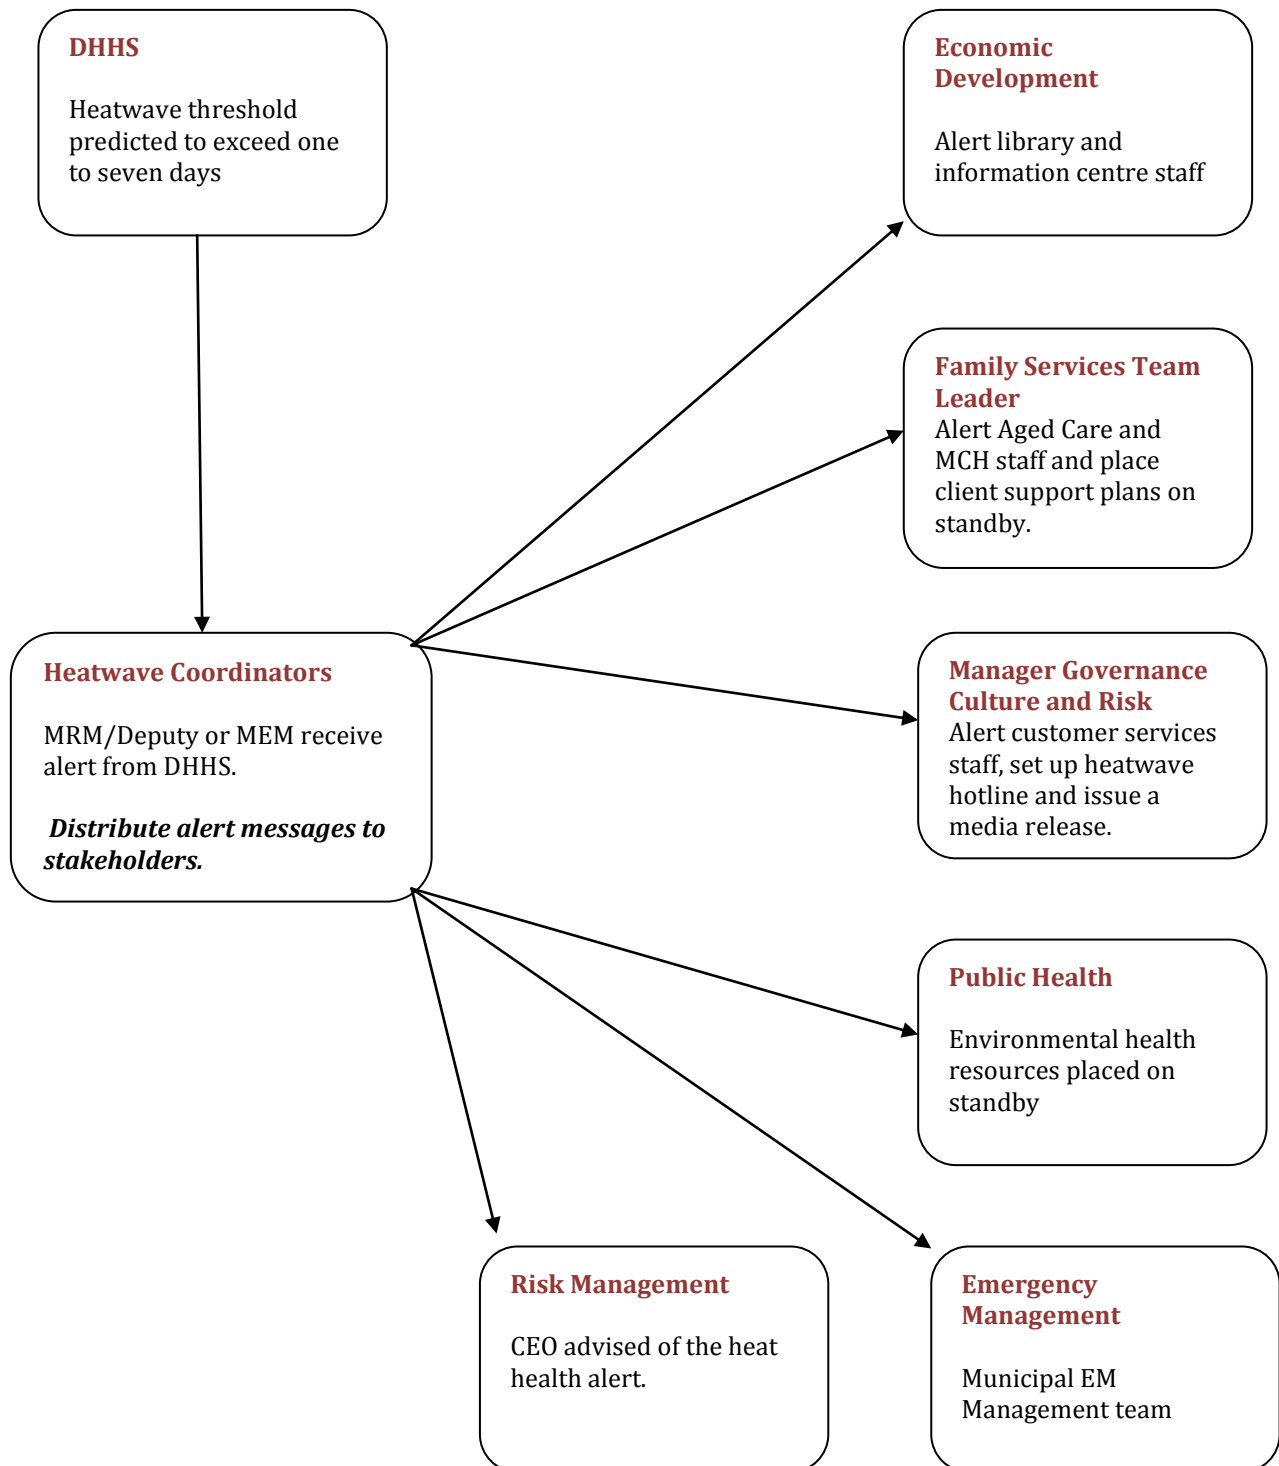 DHHS
Heatwave threshold
predicted to exceed one
to seven days
Economic
Development
Alert library and
information centre staff
Family Services Team
Leader
Alert Aged Care and
MCH staff and place
client support plans on
standby.
Heatwave Coordinators
MRM/Deputy or MEM receive
alert from DHHS.
Distribute alert messages to
stakeholders.
Manager Governance
Culture and Risk
Alert customer services
staff, set up heatwave
hotline and issue a
media release.
Public Health
Environmental health
resources placed on
standby
Risk Management
CEO advised of the heat
health alert.
Emergency
Management
Municipal EM
Management team